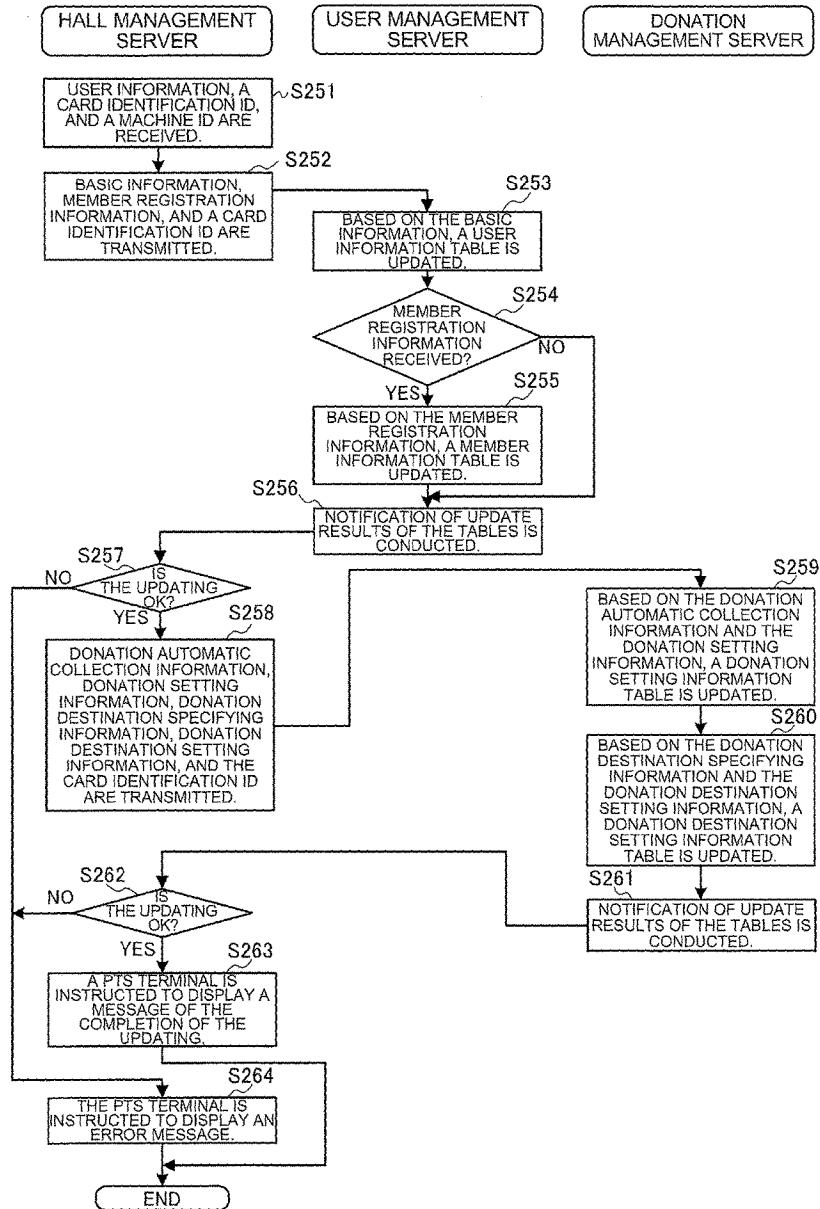 HALL MANAGEMENT
SERVER
USER MANAGEMENT
SERVER
DONATION
MANAGEMENT SERVER
USER INFORMATION, A
CARD IDENTIFICATION ID,
AND A MACHINE ID ARE
RECEIVED.
S251
S252
BASIC INFORMATION,
MEMBER REGISTRATION
INFORMATION, AND A CARD
IDENTIFICATION ID ARE
TRANSMITTED.
S253
BASED ON THE BASIC
INFORMATION, A USER
INFORMATION TABLE IS
UPDATED.
S254
MEMBER
REGISTRATION
INFORMATION
RECEIVED?
NO
YES
S255
BASED ON THE MEMBER
REGISTRATION
INFORMATION, A MEMBER
INFORMATION TABLE IS
UPDATED.
S256
NOTIFICATION OF UPDATE
RESULTS OF THE TABLES IS
CONDUCTED.
S257
NO
IS
THE UPDATING
OK?
YES
S258
DONATION AUTOMATIC
COLLECTION INFORMATION,
DONATION SETTING
INFORMATION, DONATION
DESTINATION SPECIFYING
INFORMATION, DONATION
DESTINATION SETTING
INFORMATION, AND THE
CARD IDENTIFICATION ID
ARE TRANSMITTED.
S259
BASED ON THE DONATION
AUTOMATIC COLLECTION
INFORMATION AND THE
DONATION SETTING
INFORMATION, A DONATION
SETTING INFORMATION
TABLE IS UPDATED.
S260
BASED ON THE DONATION
DESTINATION SPECIFYING
INFORMATION AND THE
DONATION DESTINATION
SETTING INFORMATION, A
DONATION DESTINATION
SETTING INFORMATION
TABLE IS UPDATED.
S261
NOTIFICATION OF UPDATE
RESULTS OF THE TABLES IS
CONDUCTED.
S262
NO
IS
THE UPDATING
OK?
YES
S263
A PTS TERMINAL IS
INSTRUCTED TO DISPLAY A
MESSAGE OF THE
COMPLETION OF THE
UPDATING.
S264
THE PTS TERMINAL IS
INSTRUCTED TO DISPLAY AN
ERROR MESSAGE.
END